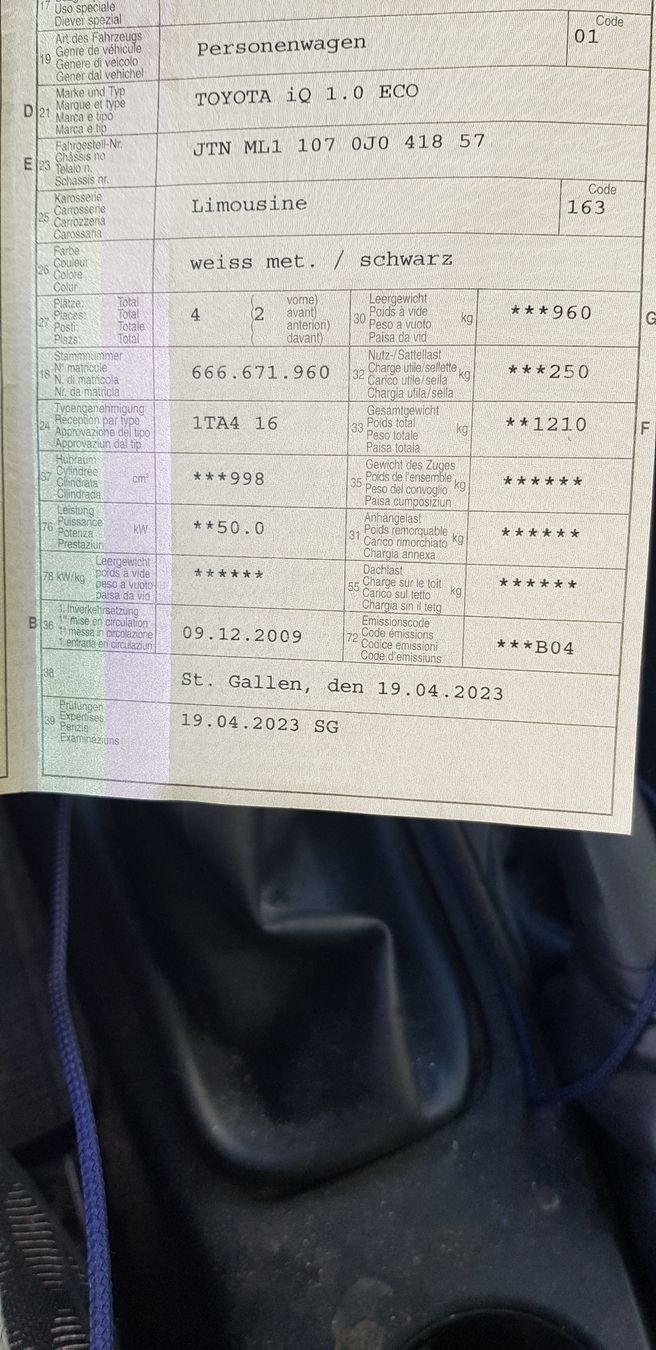 17 Uso speciale
Diever spezial
19 Art des Fahrzeugs
Genre de véhicule
Genere di veicolo
Gener dal vehichel
Personenwagen
Code
01
D 21 Marke und Typ
Marque et type
Marca e tipo
Marca e tip
TOYOTA iQ 1.0 ECO
E 23 Fahrgestell-Nr.
Châssis no
Telaio n.
Schassis nr.
JTN ML1 107 0J0 418 57
25 Karosserie
Carrosserie
Carrozzeria
Carossaria
Limousine
Code
163
26 Farbe
Couleur
Colore
Colur
weiss met. / schwarz
27 Plätze: Total
Places: Total
Posti: Totale
Plazs: Total
4 (2 vorne)
avant)
anteriori)
davant)
30 Leergewicht
Poids à vide
Peso a vuoto
Paisa da vid
kg
***960
G
18 Stammnummer
N° matricule
N. di matricola
Nr. da matricla
666.671.960
32 Nutz-/Sattellast
Charge utile/sellette
Carico utile/sella
Chargia utila/sella
kg
***250
24 Typengenehmigung
Réception par type
Approvazione del tipo
Approvaziun dal tip
1TA4 16
33 Gesamtgewicht
Poids total
Peso totale
Paisa totala
kg
**1210
F
37 Hubraum
Cylindrée
Cilindrata
Cilindrada
cm³
***998
35 Gewicht des Zuges
Poids de l'ensemble
Peso del convoglio
Paisa cumposiziun
kg
******
76 Leistung
Puissance
Potenza
Prestaziun
kW
**50.0
31 Anhängelast
Poids remorquable
Carico rimorchiato
Chargia annexa
kg
******
78 kW/kg Leergewicht
poids à vide
peso a vuoto
paisa da vid
******
55 Dachlast
Charge sur le toit
Carico sul tetto
Chargia sin il tetg
kg
******
B 36 1. Inverkehrsetzung
1re mise en circulation
1a messa in circolazione
1. entrada en circulaziun
09.12.2009
72 Emissionscode
Code émissions
Codice emissioni
Code d'emissiuns
***B04
38
St. Gallen, den 19.04.2023
39 Prüfungen
Expertises
Perizie
Examinaziuns
19.04.2023 SG